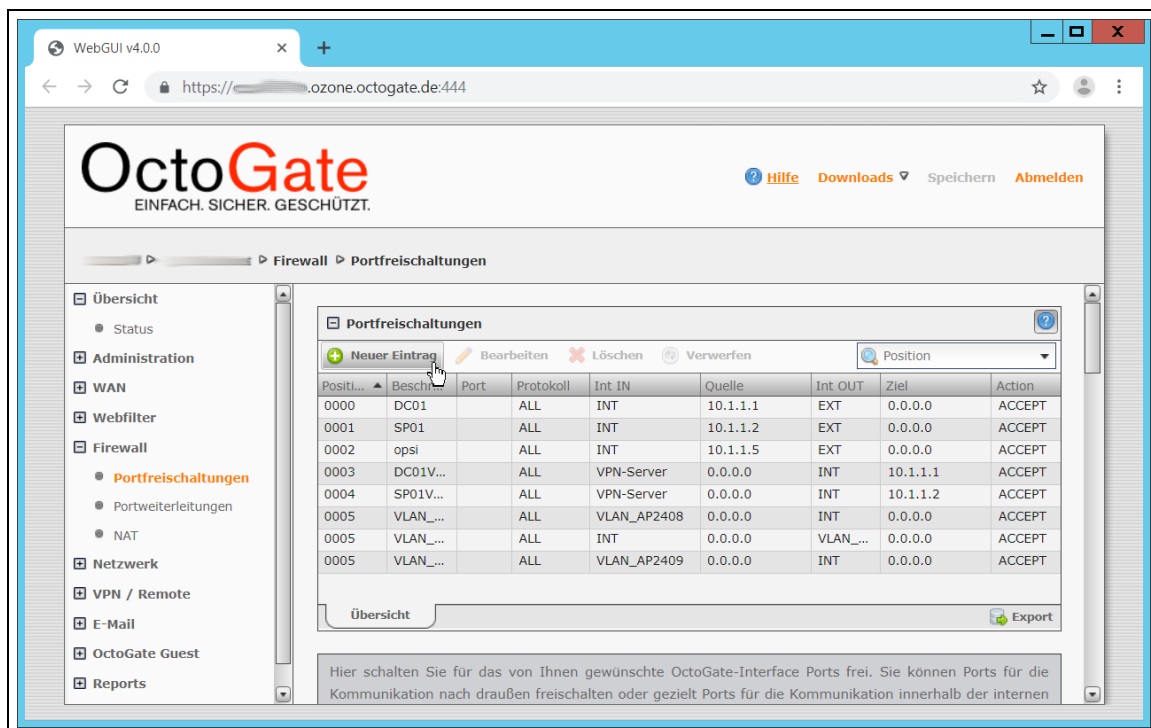 WebGUI v4.0.0
https:// .ozone.octogate.de:444
OctoGate
EINFACH. SICHER. GESCHÜTZT.
Hilfe Downloads Speichern Abmelden
Firewall Portfreischaltungen
Übersicht
Status
Administration
WAN
Webfilter
Firewall
Portfreischaltungen
Portweiterleitungen
NAT
Netzwerk
VPN / Remote
E-Mail
OctoGate Guest
Reports
Portfreischaltungen
Neuer Eintrag Bearbeiten Löschen Verwerfen Position
Positi... Beschr... Port Protokoll Int IN Quelle Int OUT Ziel Action
0000 DC01 ALL INT 10.1.1.1 EXT 0.0.0.0 ACCEPT
0001 SP01 ALL INT 10.1.1.2 EXT 0.0.0.0 ACCEPT
0002 opsi ALL INT 10.1.1.5 EXT 0.0.0.0 ACCEPT
0003 DC01V... ALL VPN-Server 0.0.0.0 INT 10.1.1.1 ACCEPT
0004 SP01V... ALL VPN-Server 0.0.0.0 INT 10.1.1.2 ACCEPT
0005 VLAN_... ALL VLAN_AP2408 0.0.0.0 INT 0.0.0.0 ACCEPT
0005 VLAN_... ALL INT 0.0.0.0 VLAN_... 0.0.0.0 ACCEPT
0005 VLAN_... ALL VLAN_AP2409 0.0.0.0 INT 0.0.0.0 ACCEPT
Übersicht Export
Hier schalten Sie für das von Ihnen gewünschte OctoGate-Interface Ports frei. Sie können Ports für die
Kommunikation nach draußen freischalten oder gezielt Ports für die Kommunikation innerhalb der internen